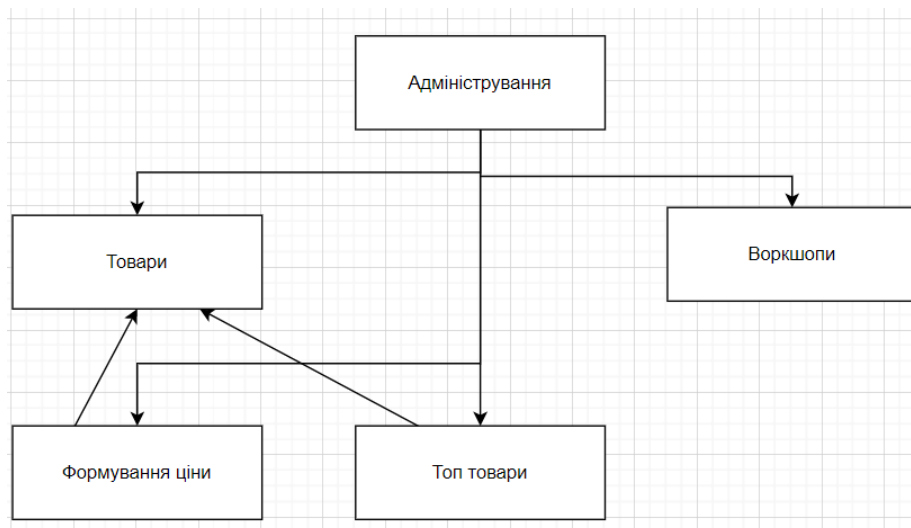 Адміністрування
Товари
Воркшопи
Формування ціни
Топ товари